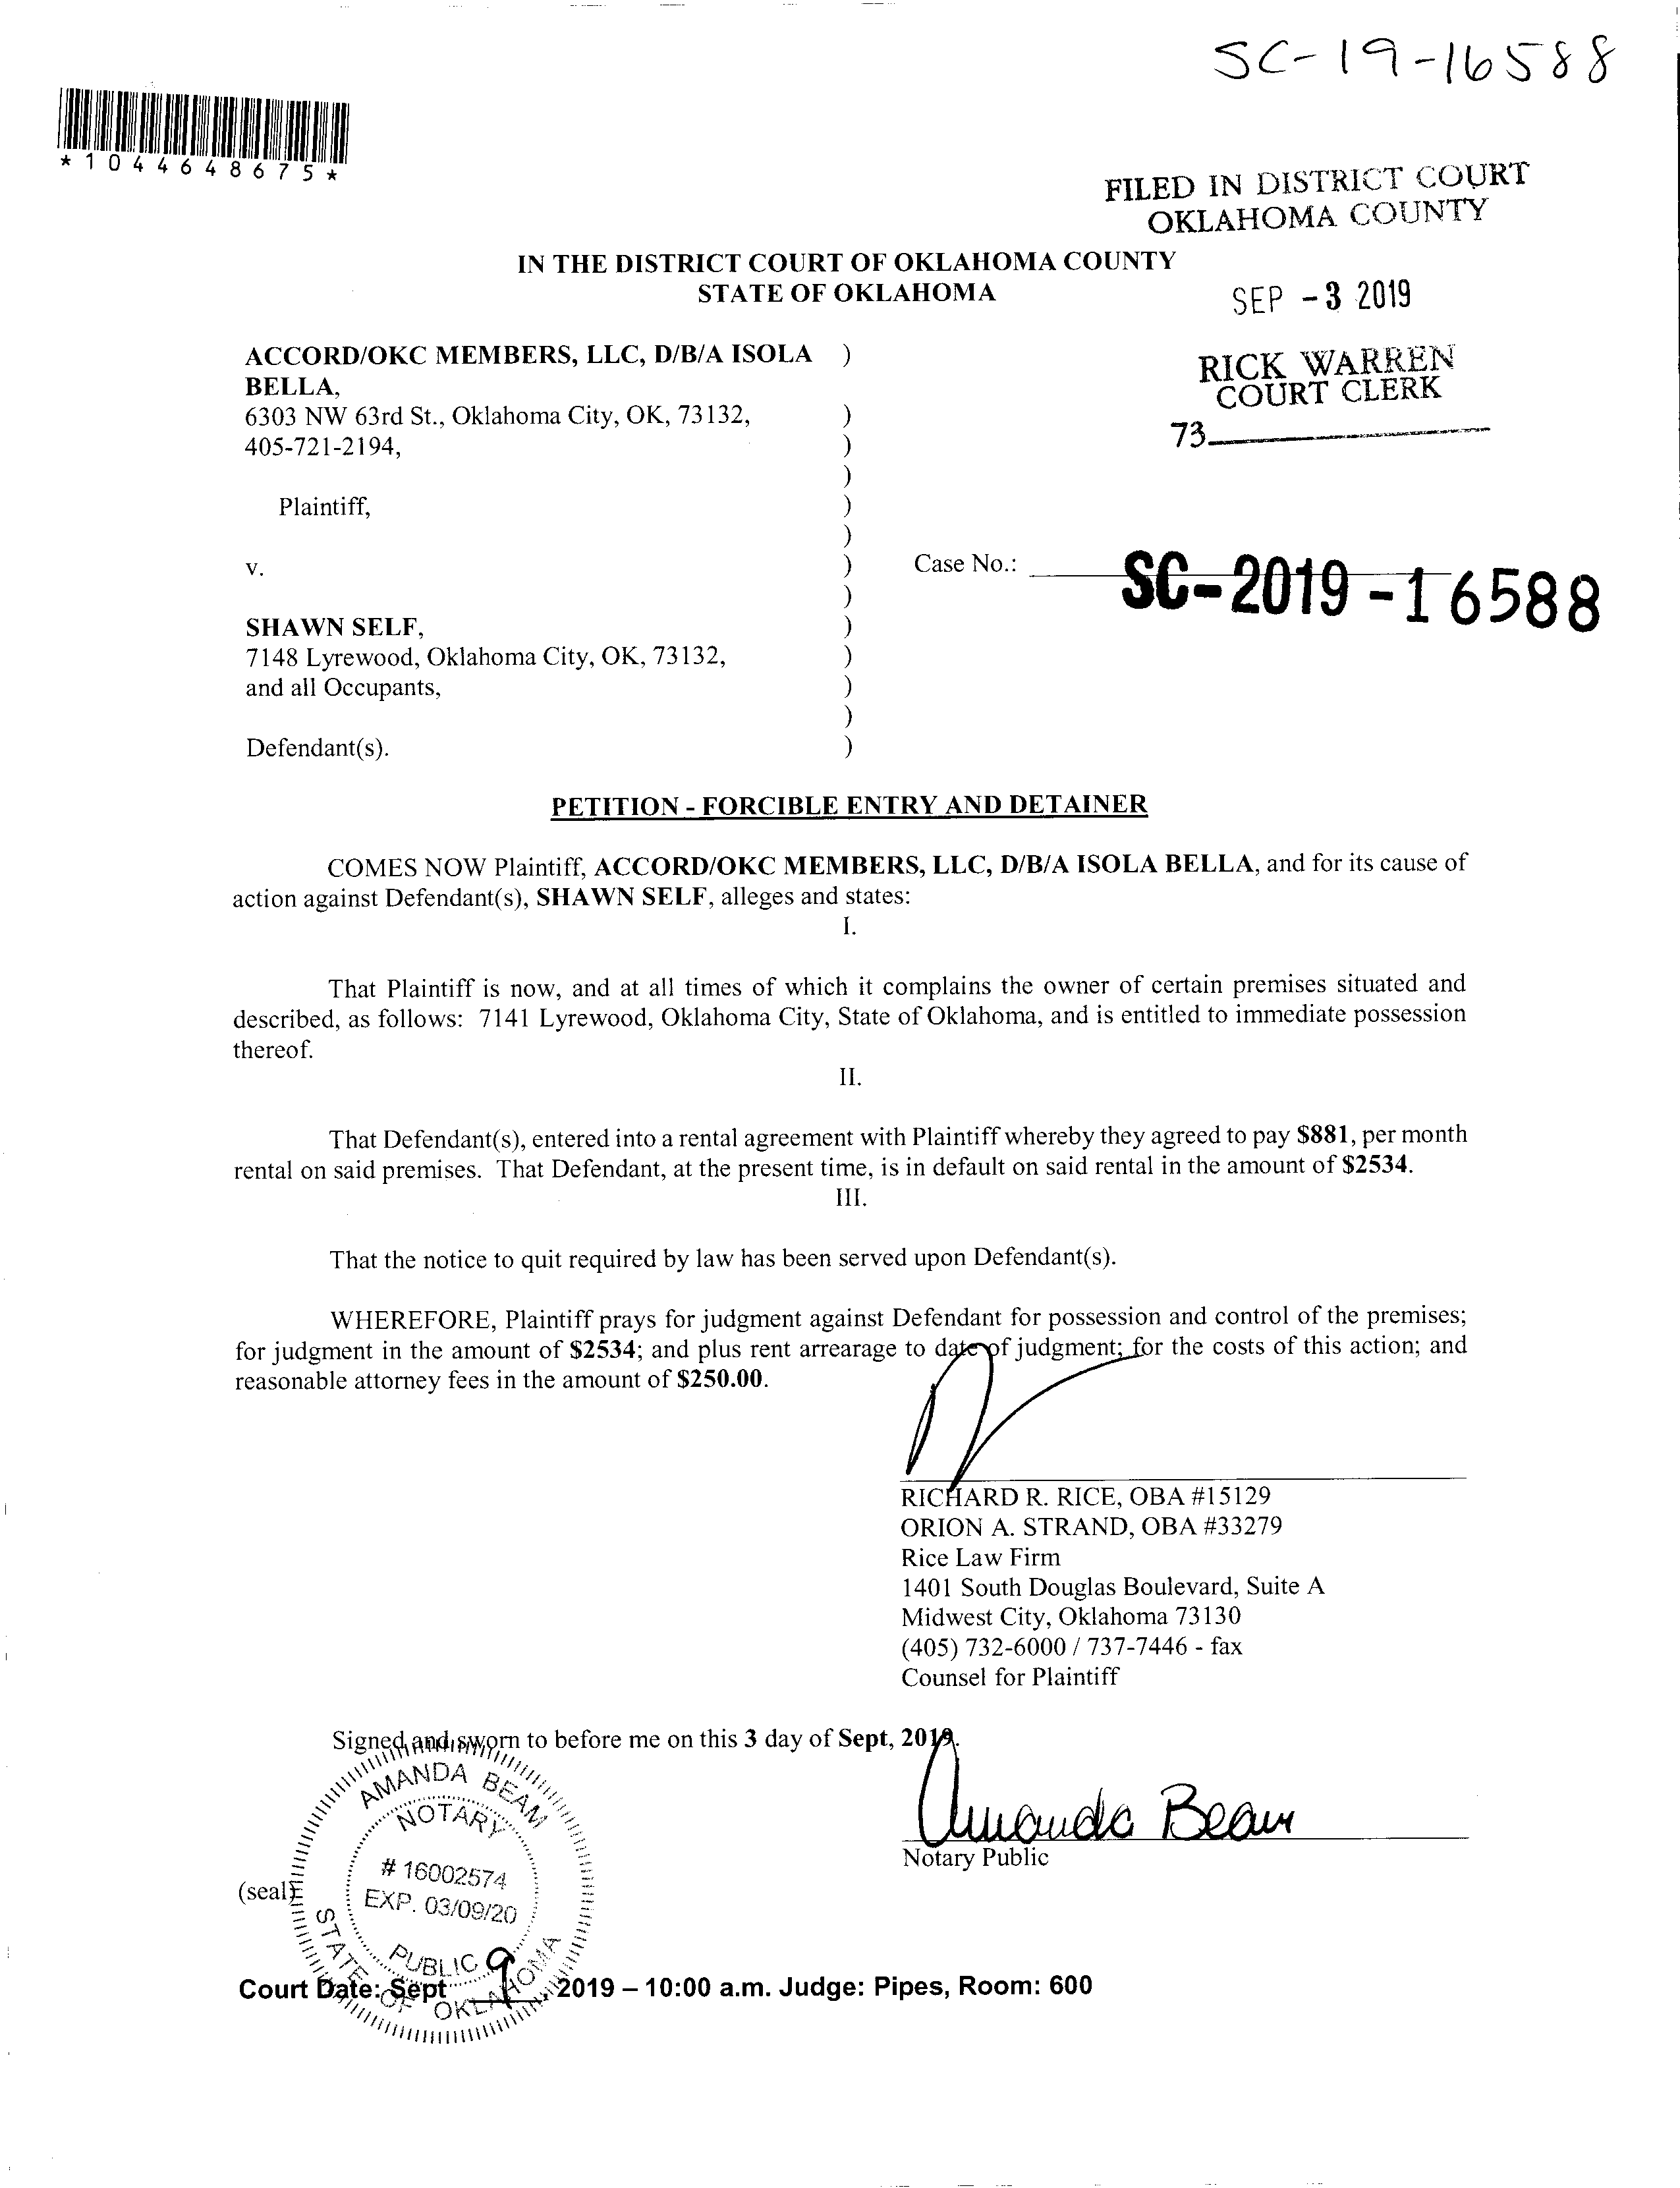 SC-19-16588
*1044648675*
FILED IN DISTRICT COURT
OKLAHOMA COUNTY
IN THE DISTRICT COURT OF OKLAHOMA COUNTY
STATE OF OKLAHOMA
SEP -3 2019
RICK WARREN
COURT CLERK
73
ACCORD/OKC MEMBERS, LLC, D/B/A ISOLA )
BELLA,
6303 NW 63rd St., Oklahoma City, OK, 73132, )
405-721-2194, )
)
Plaintiff, )
)
v. )
Case No.: SC-2019-16588
)
SHAWN SELF, )
7148 Lyrewood, Oklahoma City, OK, 73132, )
and all Occupants, )
)
Defendant(s). )
PETITION - FORCIBLE ENTRY AND DETAINER
COMES NOW Plaintiff, ACCORD/OKC MEMBERS, LLC, D/B/A ISOLA BELLA, and for its cause of
action against Defendant(s), SHAWN SELF, alleges and states:
I.
That Plaintiff is now, and at all times of which it complains the owner of certain premises situated and
described, as follows: 7141 Lyrewood, Oklahoma City, State of Oklahoma, and is entitled to immediate possession
thereof.
II.
That Defendant(s), entered into a rental agreement with Plaintiff whereby they agreed to pay $881, per month
rental on said premises. That Defendant, at the present time, is in default on said rental in the amount of $2534.
III.
That the notice to quit required by law has been served upon Defendant(s).
WHEREFORE, Plaintiff prays for judgment against Defendant for possession and control of the premises;
for judgment in the amount of $2534; and plus rent arrearage to date of judgment; for the costs of this action; and
reasonable attorney fees in the amount of $250.00.
RICHARD R. RICE, OBA #15129
ORION A. STRAND, OBA #33279
Rice Law Firm
1401 South Douglas Boulevard, Suite A
Midwest City, Oklahoma 73130
(405) 732-6000 / 737-7446 - fax
Counsel for Plaintiff
Signed and sworn to before me on this 3 day of Sept, 2019.
Amanda Beam
Notary Public
(seal)
AMANDA BEAM
NOTARY
# 16002574
EXP. 03/09/20
PUBLIC
STATE OF OKLAHOMA
Court Date: Sept 9, 2019 – 10:00 a.m. Judge: Pipes, Room: 600